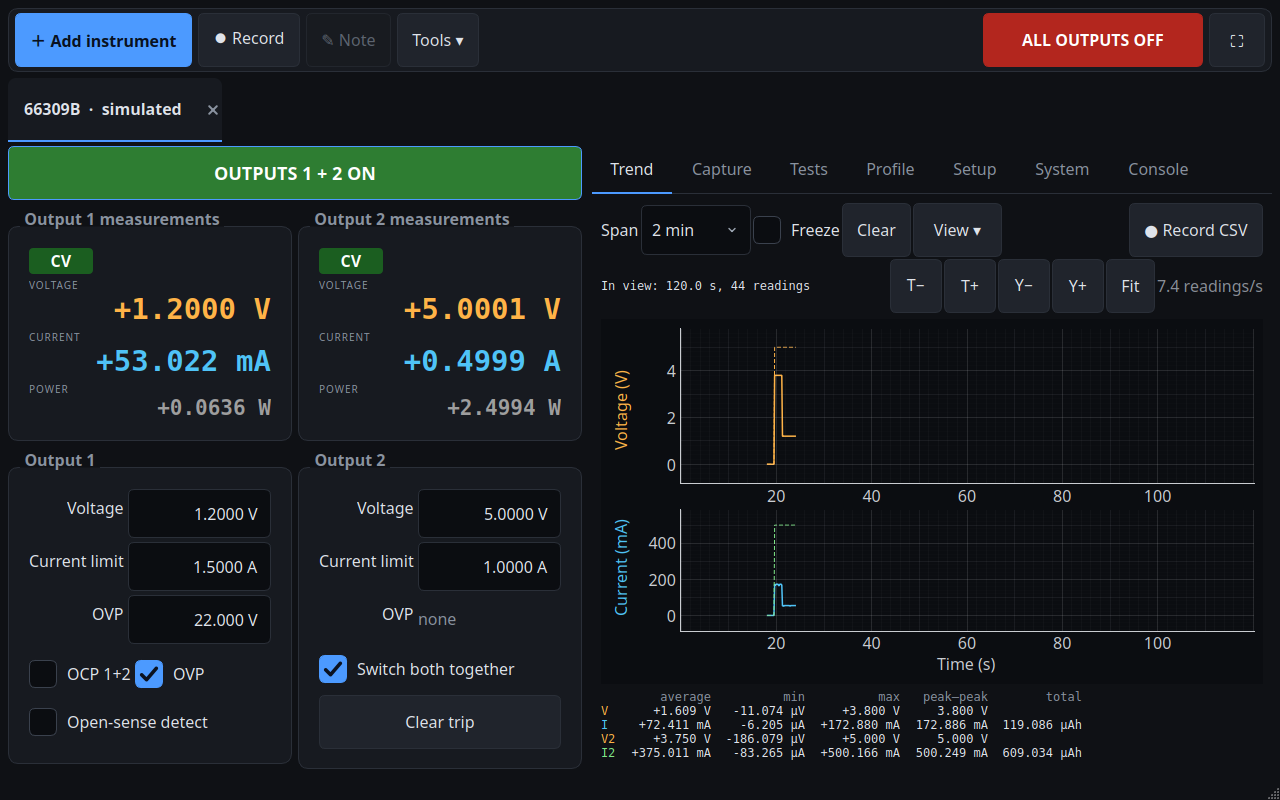 + Add instrument ● Record ✎ Note Tools ▾ ALL OUTPUTS OFF ⛶
66309B · simulated ×
OUTPUTS 1 + 2 ON
Output 1 measurements
CV
VOLTAGE
+1.2000 V
CURRENT
+53.022 mA
POWER
+0.0636 W
Output 2 measurements
CV
VOLTAGE
+5.0001 V
CURRENT
+0.4999 A
POWER
+2.4994 W
Output 1
Voltage 1.2000 V
Current limit 1.5000 A
OVP 22.000 V
OCP 1+2 OVP
Open-sense detect
Output 2
Voltage 5.0000 V
Current limit 1.0000 A
OVP none
Switch both together
Clear trip
Trend Capture Tests Profile Setup System Console
Span 2 min Freeze Clear View ▾ ● Record CSV
In view: 120.0 s, 44 readings T− T+ Y− Y+ Fit 7.4 readings/s
Voltage (V)
4
2
0
20 40 60 80 100
Current (mA)
400
200
0
20 40 60 80 100
Time (s)
average min max peak–peak total
V +1.609 V -11.074 µV +3.800 V 3.800 V
I +72.411 mA -6.205 µA +172.880 mA 172.886 mA 119.086 µAh
V2 +3.750 V -186.079 µV +5.000 V 5.000 V
I2 +375.011 mA -83.265 µA +500.166 mA 500.249 mA 609.034 µAh